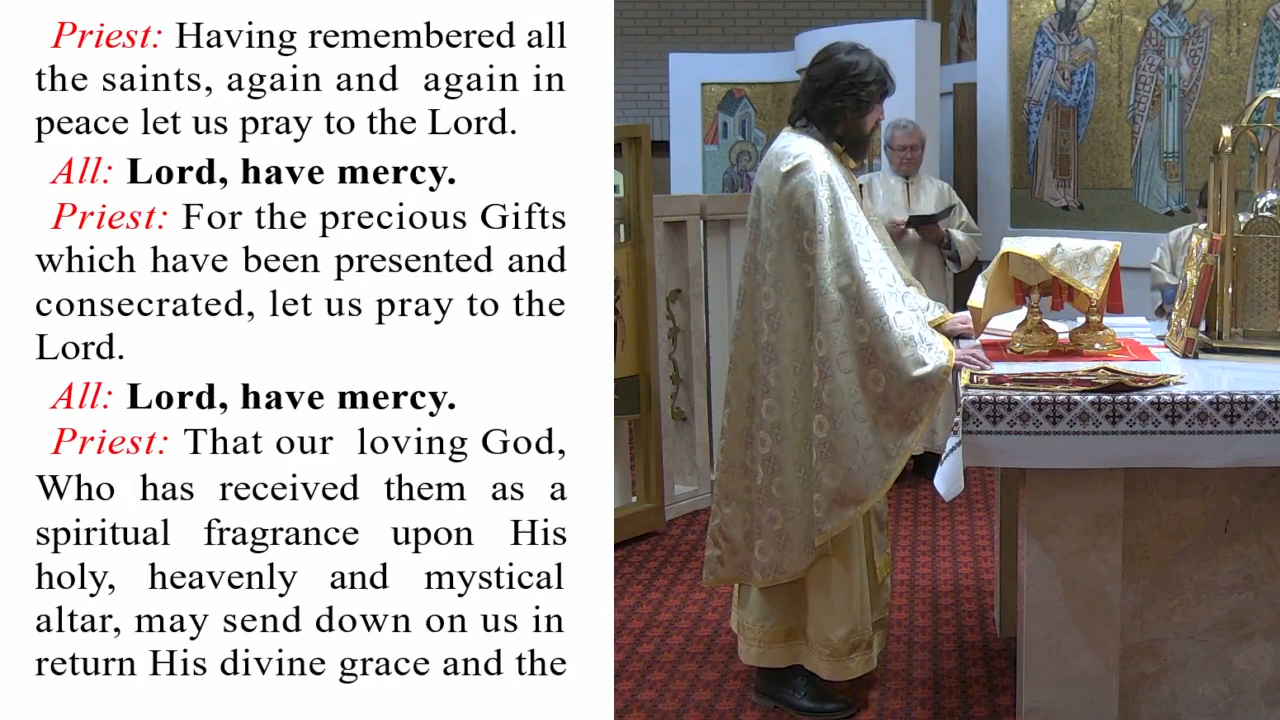 Priest: Having remembered all
the saints, again and again in
peace let us pray to the Lord.
All: Lord, have mercy.
Priest: For the precious Gifts
which have been presented and
consecrated, let us pray to the
Lord.
All: Lord, have mercy.
Priest: That our loving God,
Who has received them as a
spiritual fragrance upon His
holy, heavenly and mystical
altar, may send down on us in
return His divine grace and the